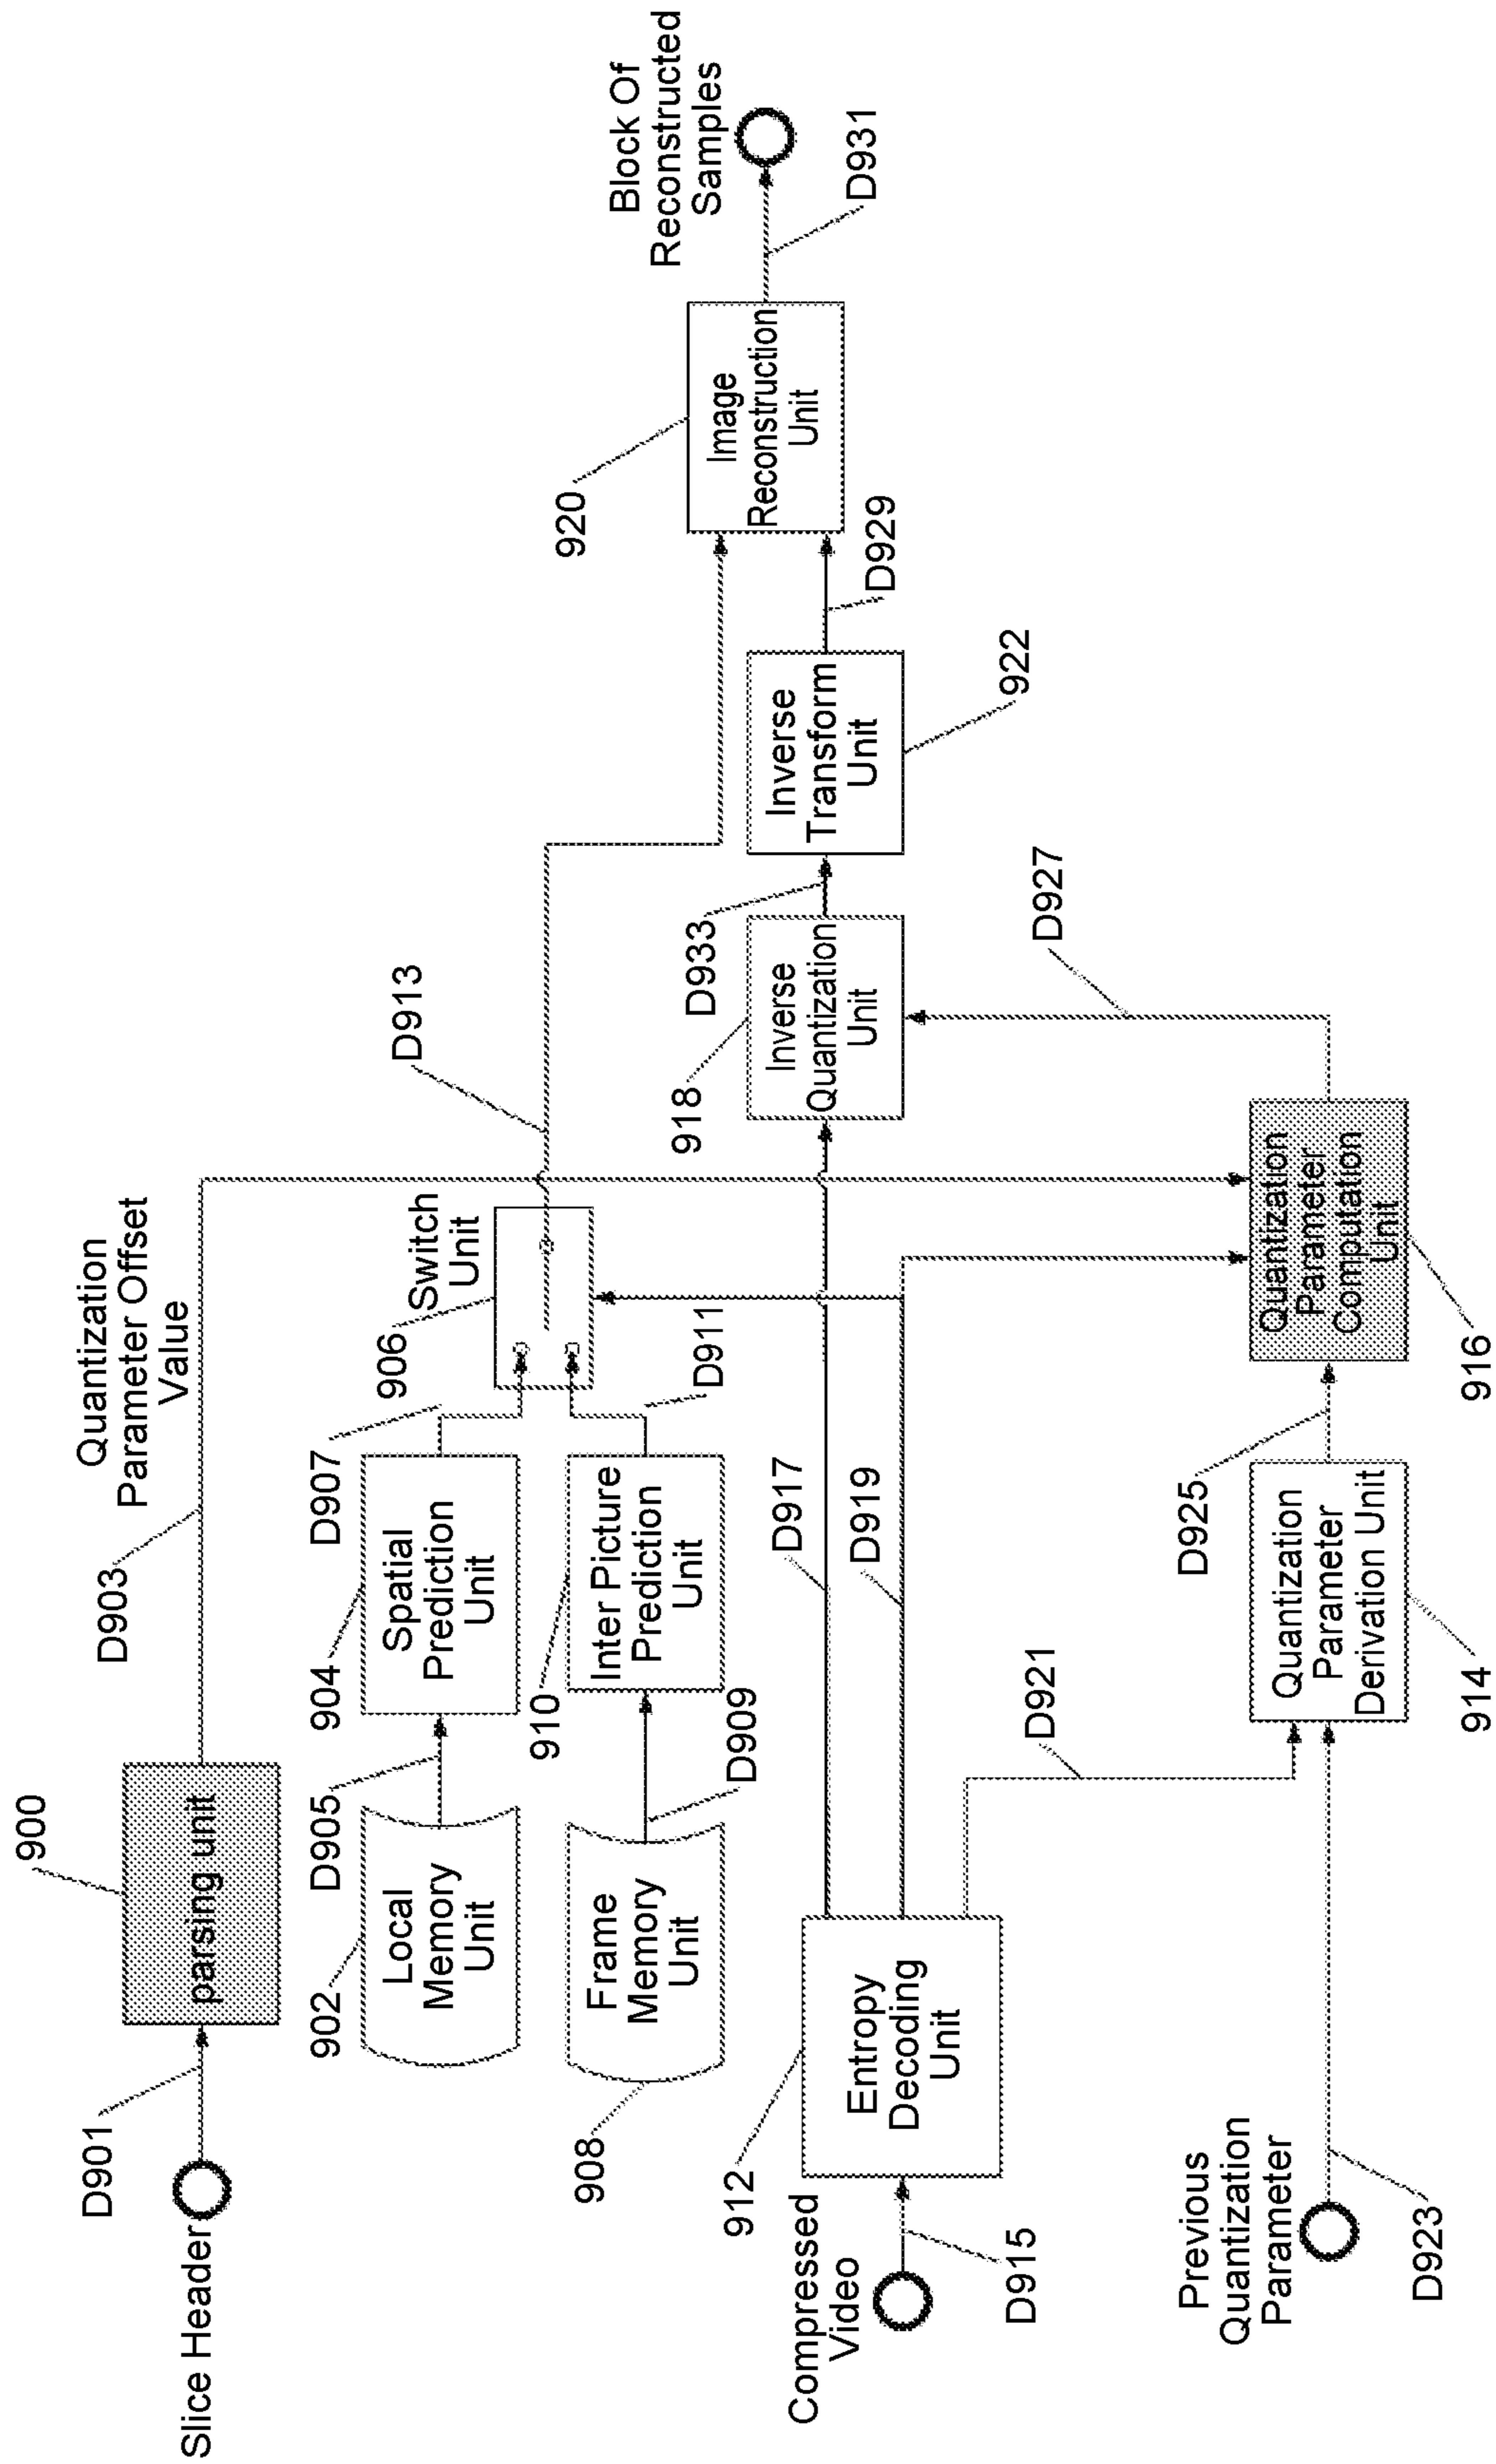 Slice Header
D901
900
parsing unit
D903
Quantization
Parameter Offset
Value
902
Local
Memory
Unit
D905
904
Spatial
Prediction
Unit
D907
906
Switch
Unit
D913
908
Frame
Memory
Unit
D909
910
Inter Picture
Prediction
Unit
D911
Compressed
Video
D915
912
Entropy
Decoding
Unit
D917
D919
D921
918
Inverse
Quantization
Unit
D933
Inverse
Transform
Unit
922
D929
920
Image
Reconstruction
Unit
D931
Block Of
Reconstructed
Samples
Previous
Quantization
Parameter
D923
914
Quantization
Parameter
Derivation Unit
D925
916
Quantization
Parameter
Computation
Unit
D927